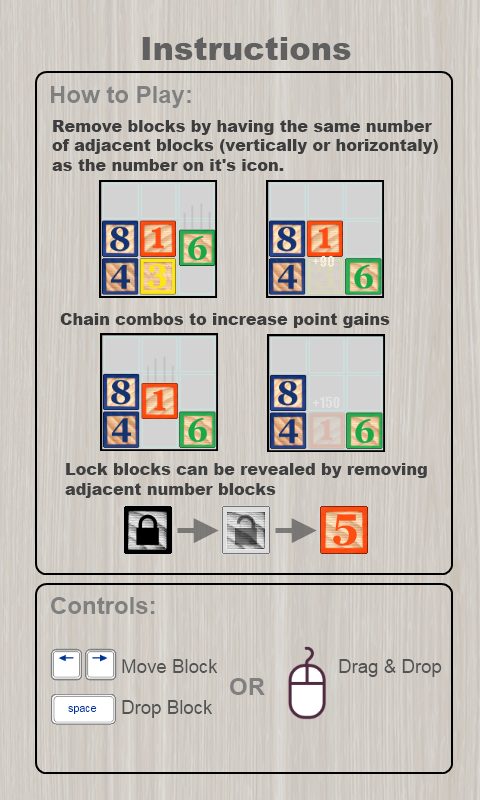 Instructions
How to Play:
Remove blocks by having the same number
of adjacent blocks (vertically or horizontaly)
as the number on it's icon.
8 1 6
4 3
8 1
+90
4 6
Chain combos to increase point gains
8 1
4 6
8
+150
4 1 6
Lock blocks can be revealed by removing
adjacent number blocks
5
Controls:
Move Block
OR
Drag & Drop
space
Drop Block